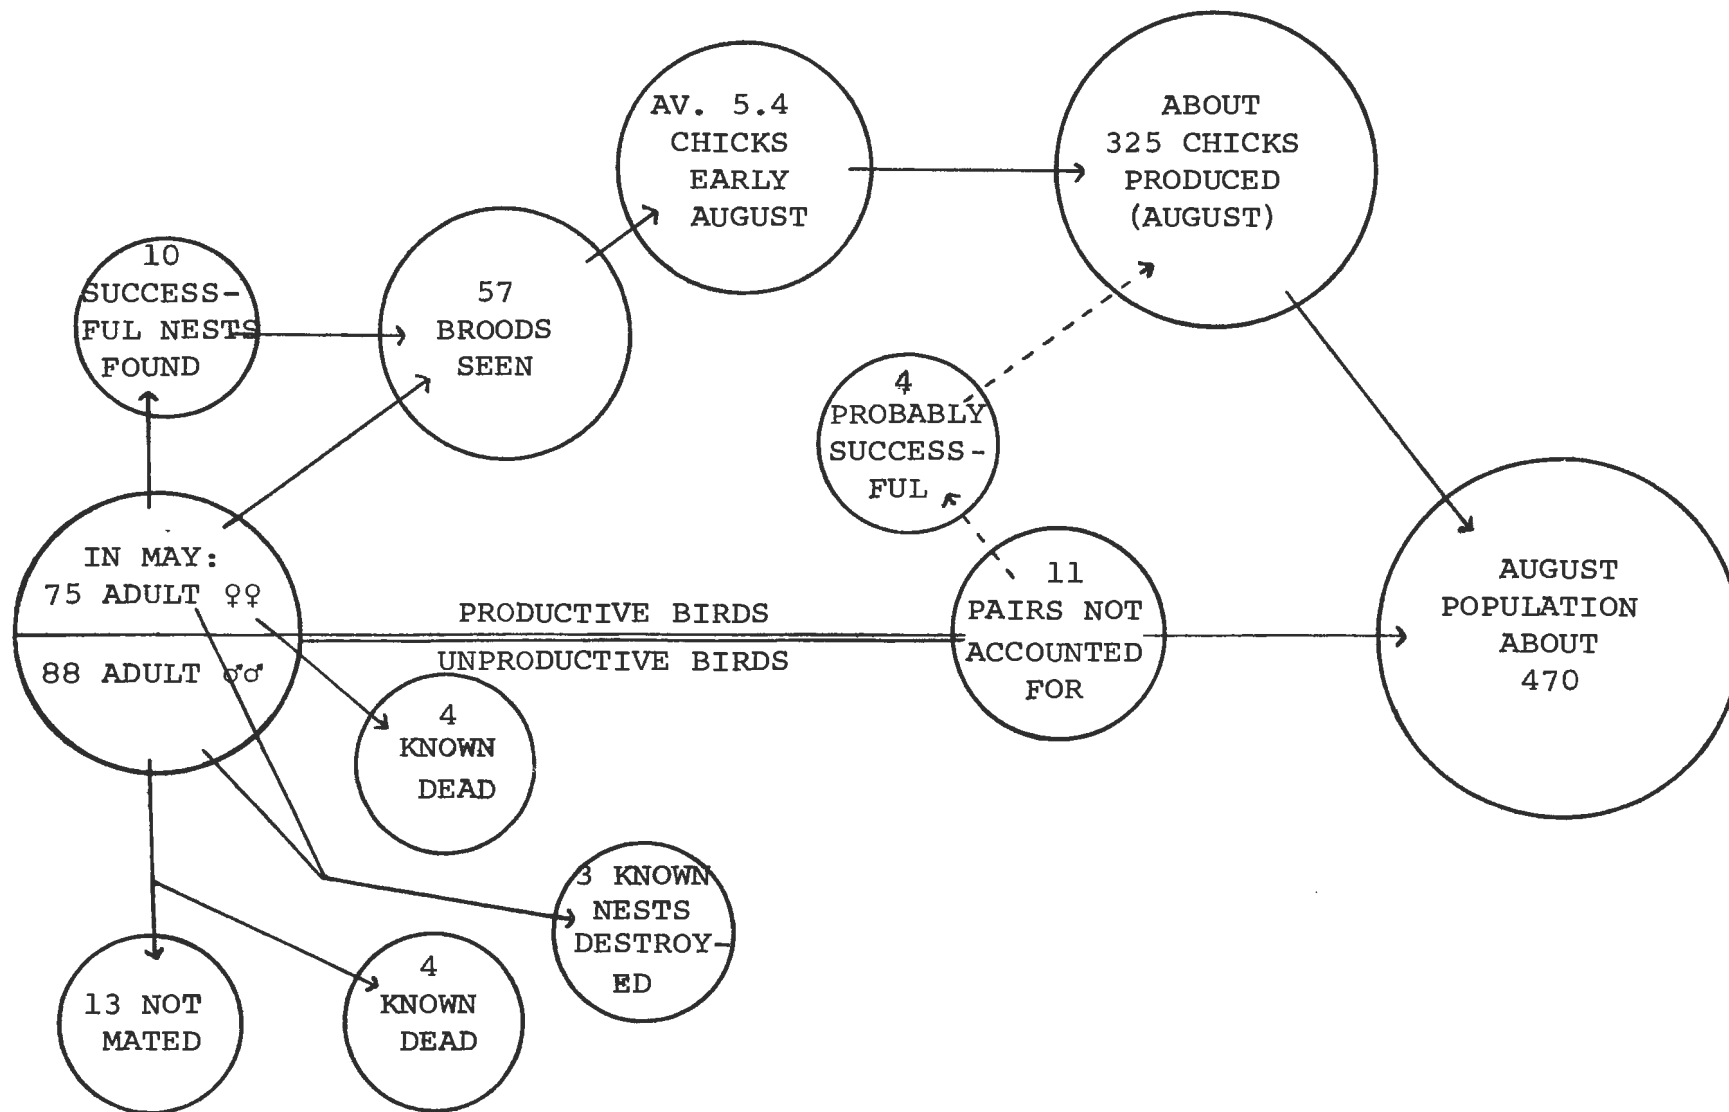 AV. 5.4
CHICKS
EARLY
AUGUST
ABOUT
325 CHICKS
PRODUCED
(AUGUST)
10
SUCCESS-
FUL NESTS
FOUND
57
BROODS
SEEN
4
PROBABLY
SUCCESS-
FUL
IN MAY:
75 ADULT ♀♀
88 ADULT ♂♂
PRODUCTIVE BIRDS
UNPRODUCTIVE BIRDS
11
PAIRS NOT
ACCOUNTED
FOR
AUGUST
POPULATION
ABOUT
470
4
KNOWN
DEAD
3 KNOWN
NESTS
DESTROY-
ED
13 NOT
MATED
4
KNOWN
DEAD